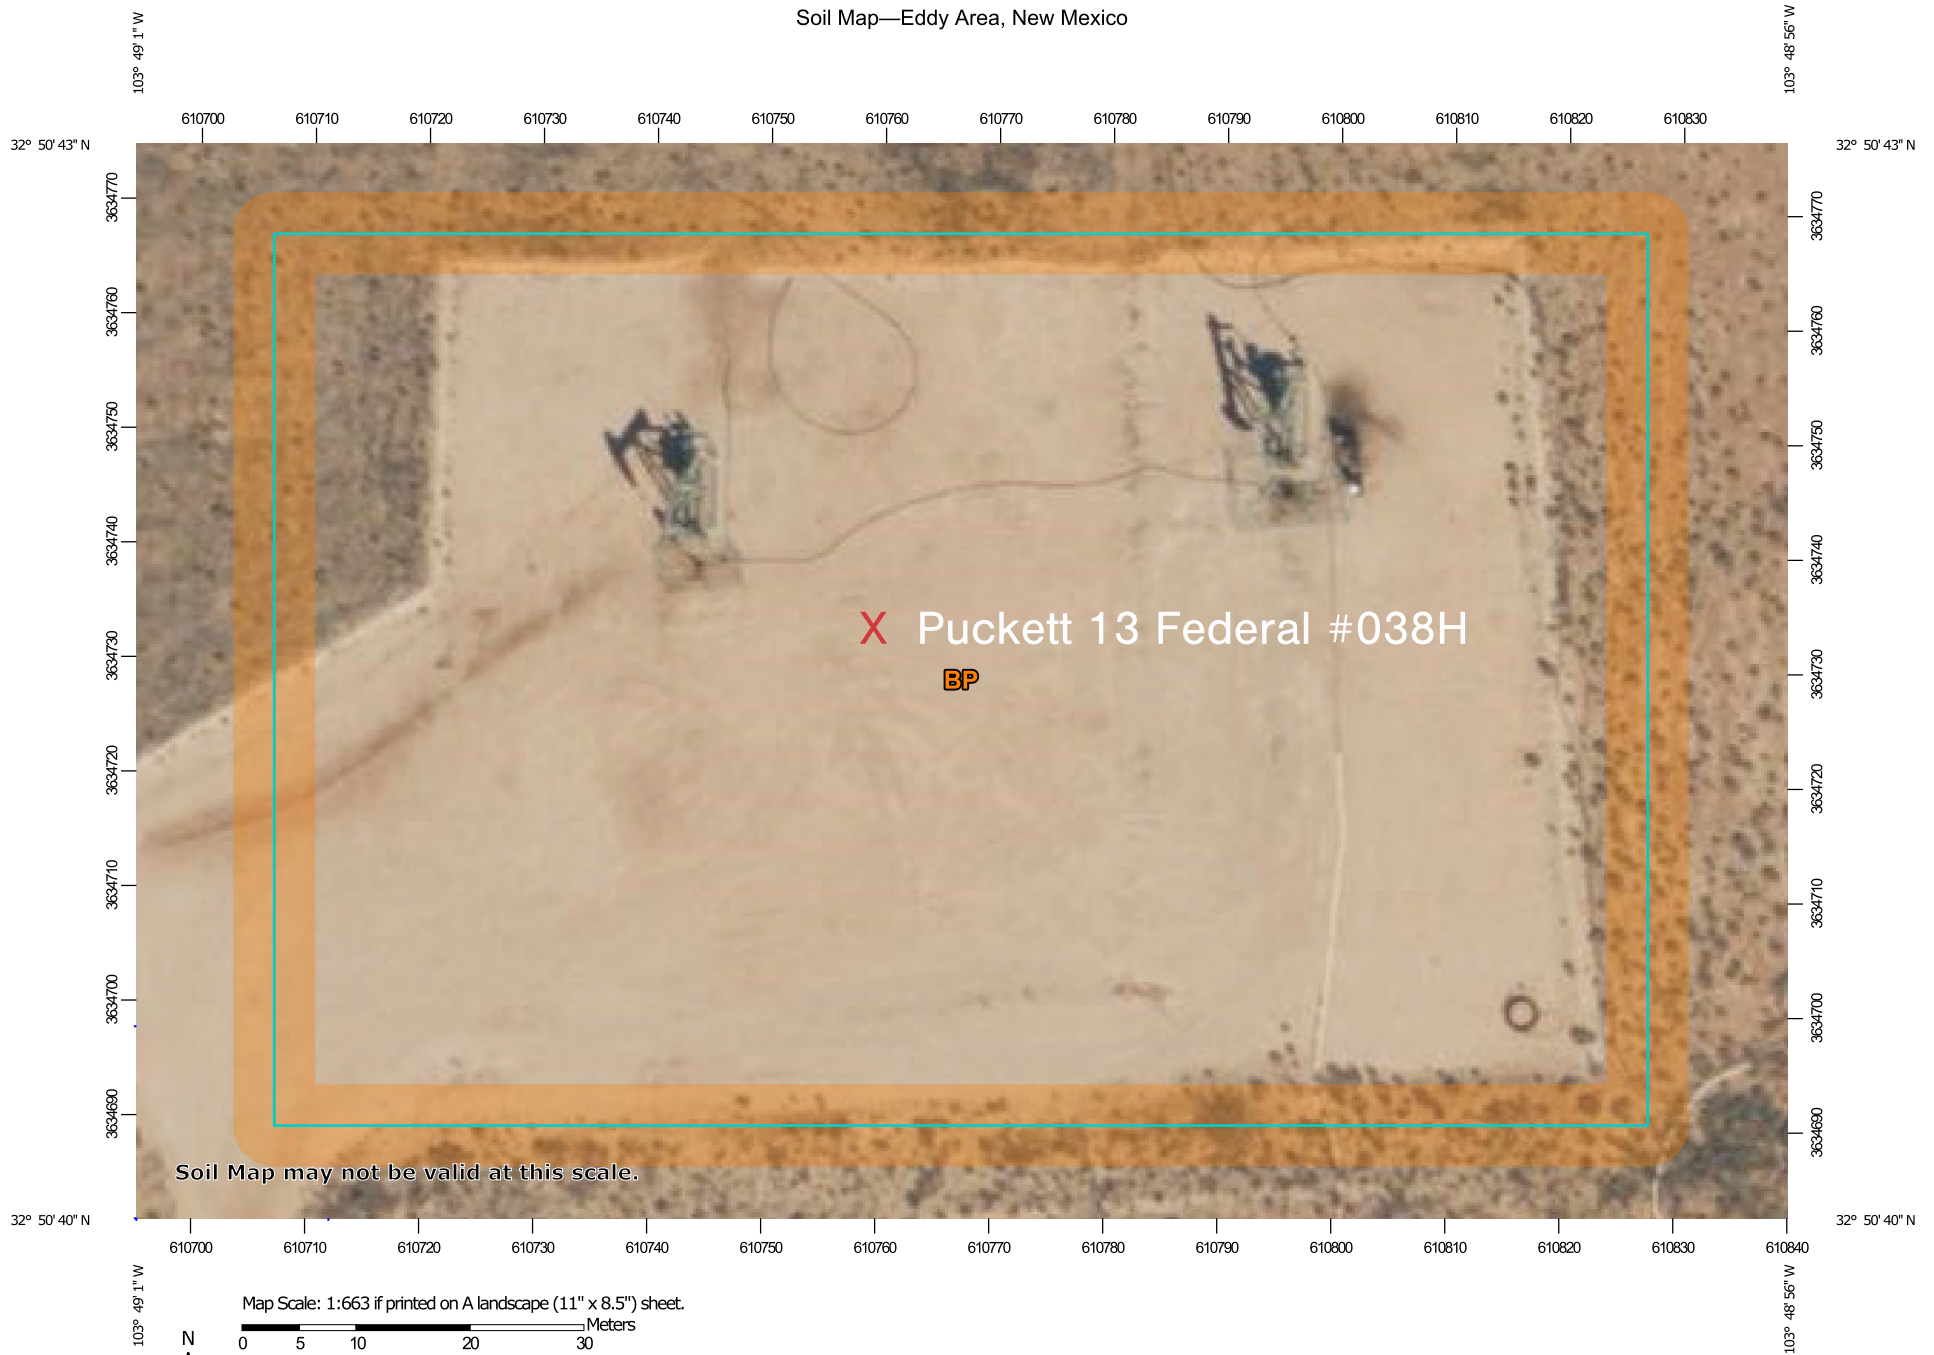 Soil Map—Eddy Area, New Mexico
103° 49' 1" W
103° 48' 56" W
610700 610710 610720 610730 610740 610750 610760 610770 610780 610790 610800 610810 610820 610830
32° 50' 43" N
32° 50' 43" N
3634770
3634760
3634750
3634740
3634730
3634720
3634710
3634700
3634690
3634770
3634760
3634750
3634740
3634730
3634720
3634710
3634700
3634690
X Puckett 13 Federal #038H
BP
Soil Map may not be valid at this scale.
32° 50' 40" N
32° 50' 40" N
610700 610710 610720 610730 610740 610750 610760 610770 610780 610790 610800 610810 610820 610830 610840
103° 49' 1" W
103° 48' 56" W
Map Scale: 1:663 if printed on A landscape (11" x 8.5") sheet.
Meters
0 5 10 20 30
N